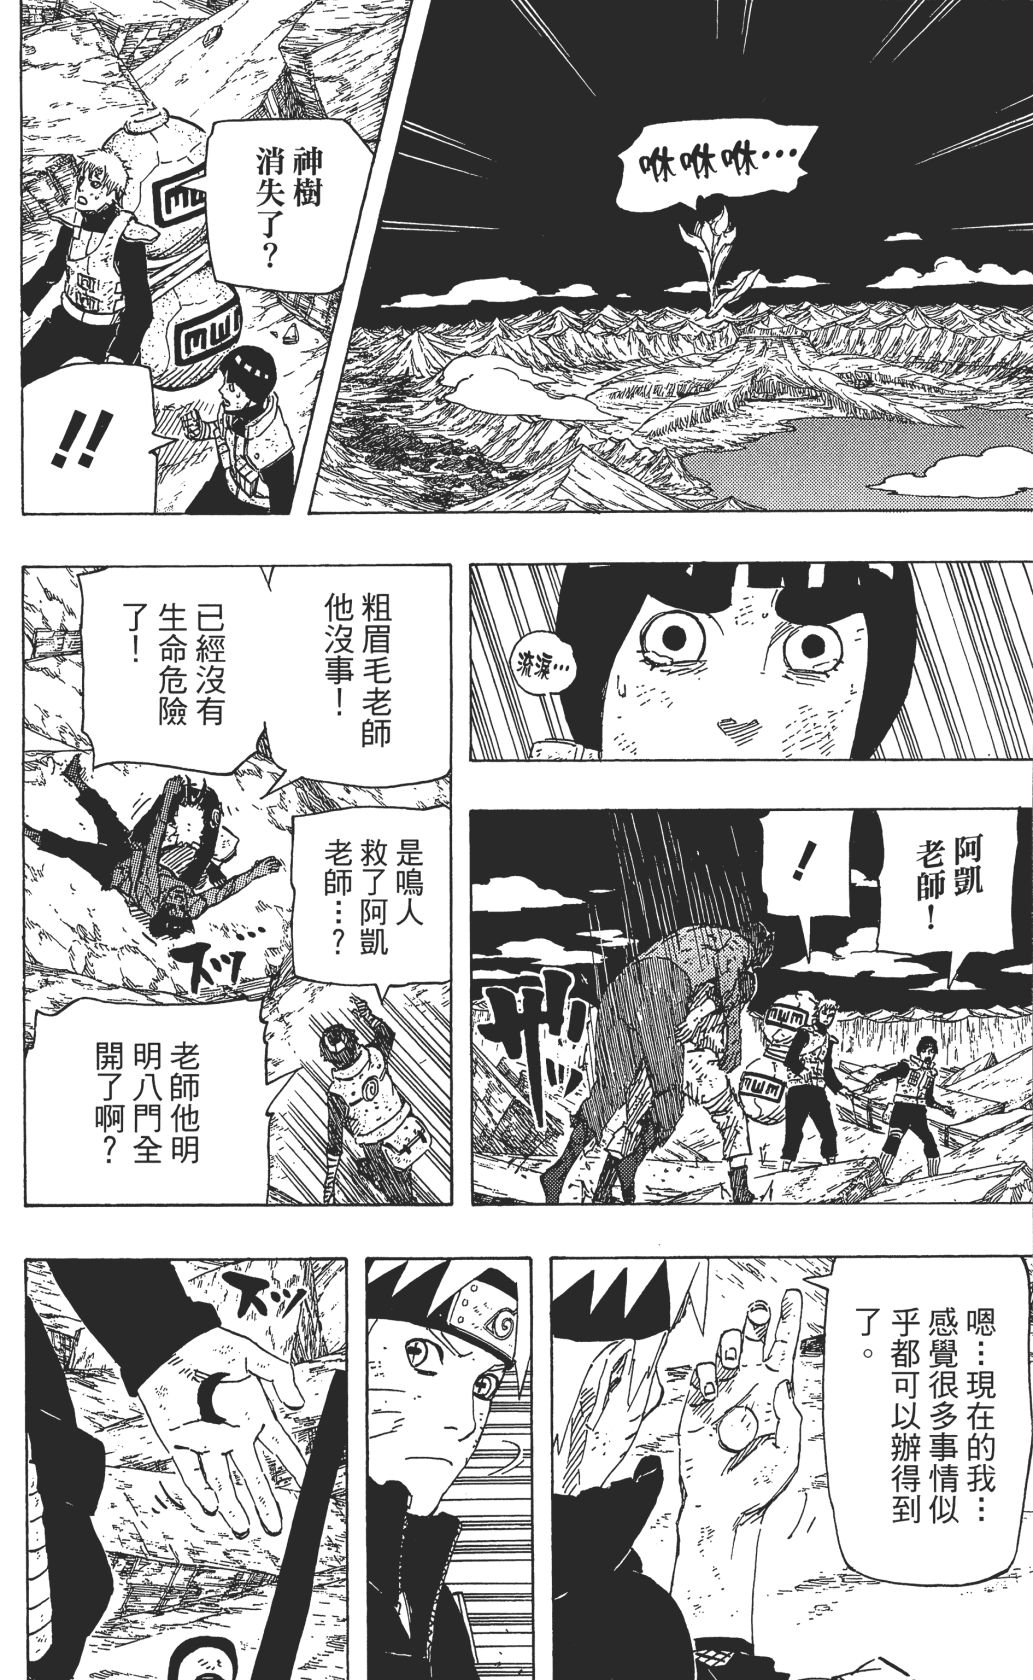 咻咻咻…
神樹
消失了？
!!
流淚…
阿凱
老師！
！
粗眉毛老師
他沒事！
已經沒有
生命危險
了！
是鳴人
救了阿凱
老師…？
老師他明
明八門全
開了啊？
嗯…現在的我…
感覺很多事情似
乎都可以辦得到
了。